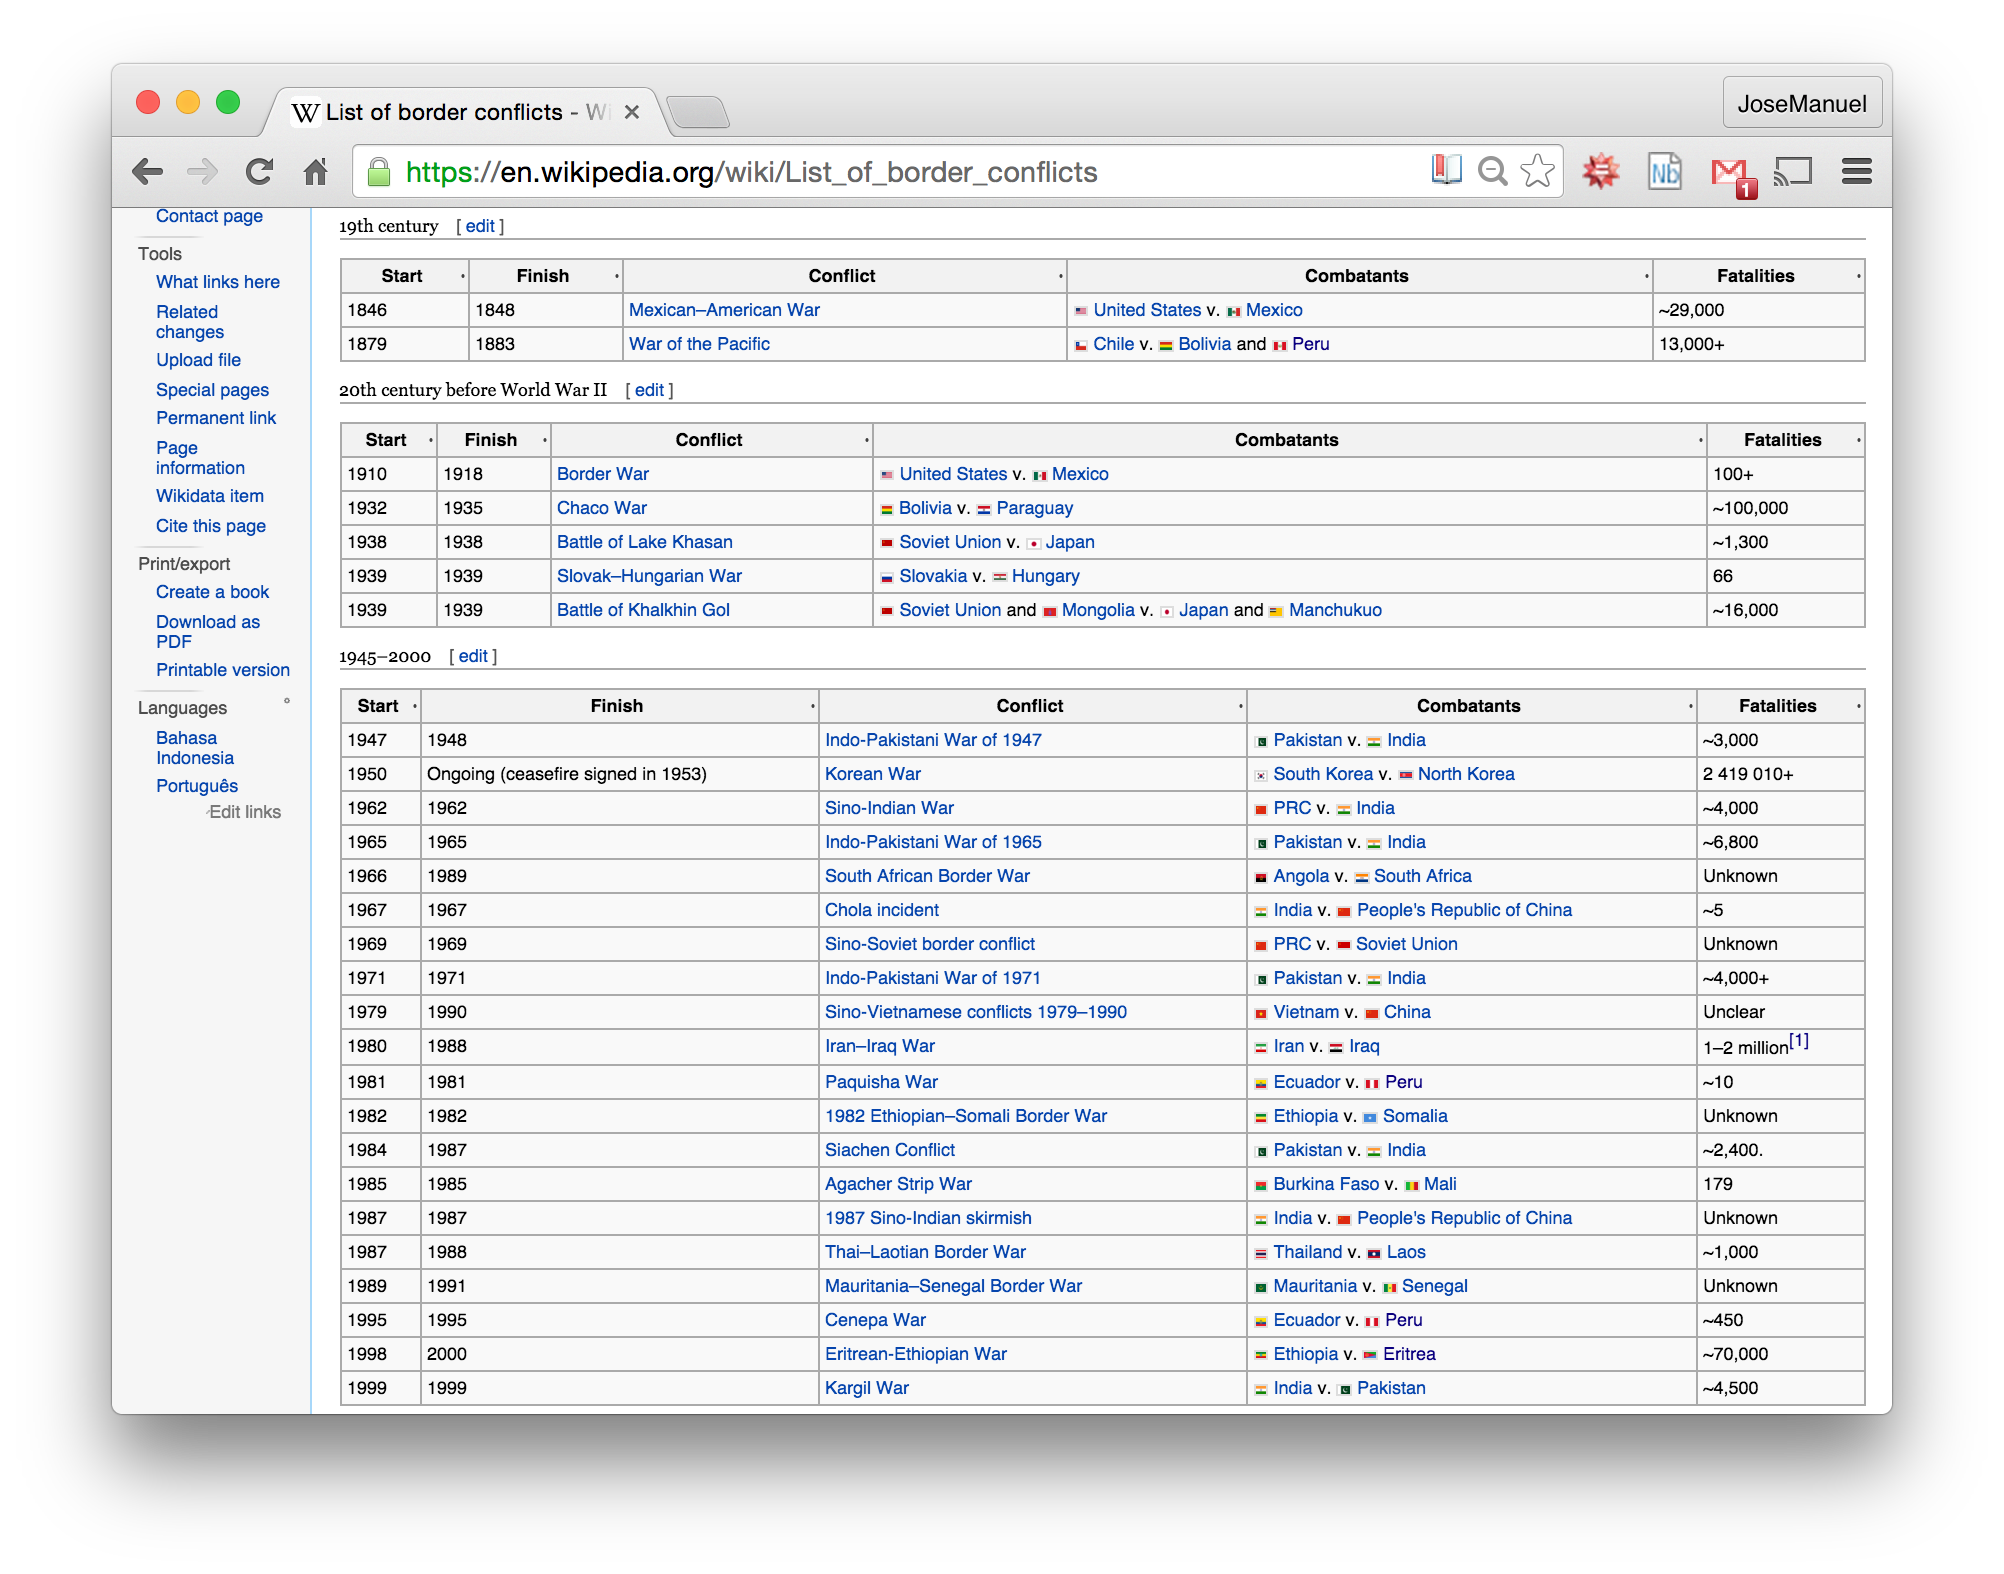 List of border conflicts - Wi
JoseManuel
https://en.wikipedia.org/wiki/List_of_border_conflicts
Nb
1
Contact page
Tools
What links here
Related
changes
Upload file
Special pages
Permanent link
Page
information
Wikidata item
Cite this page
Print/export
Create a book
Download as
PDF
Printable version
Languages
Bahasa
Indonesia
Português
Edit links
19th century [ edit ]
Start Finish Conflict Combatants Fatalities
1846 1848 Mexican–American War United States v. Mexico ~29,000
1879 1883 War of the Pacific Chile v. Bolivia and Peru 13,000+
20th century before World War II [ edit ]
Start Finish Conflict Combatants Fatalities
1910 1918 Border War United States v. Mexico 100+
1932 1935 Chaco War Bolivia v. Paraguay ~100,000
1938 1938 Battle of Lake Khasan Soviet Union v. Japan ~1,300
1939 1939 Slovak–Hungarian War Slovakia v. Hungary 66
1939 1939 Battle of Khalkhin Gol Soviet Union and Mongolia v. Japan and Manchukuo ~16,000
1945–2000 [ edit ]
Start Finish Conflict Combatants Fatalities
1947 1948 Indo-Pakistani War of 1947 Pakistan v. India ~3,000
1950 Ongoing (ceasefire signed in 1953) Korean War South Korea v. North Korea 2 419 010+
1962 1962 Sino-Indian War PRC v. India ~4,000
1965 1965 Indo-Pakistani War of 1965 Pakistan v. India ~6,800
1966 1989 South African Border War Angola v. South Africa Unknown
1967 1967 Chola incident India v. People's Republic of China ~5
1969 1969 Sino-Soviet border conflict PRC v. Soviet Union Unknown
1971 1971 Indo-Pakistani War of 1971 Pakistan v. India ~4,000+
1979 1990 Sino-Vietnamese conflicts 1979–1990 Vietnam v. China Unclear
1980 1988 Iran–Iraq War Iran v. Iraq 1–2 million[1]
1981 1981 Paquisha War Ecuador v. Peru ~10
1982 1982 1982 Ethiopian–Somali Border War Ethiopia v. Somalia Unknown
1984 1987 Siachen Conflict Pakistan v. India ~2,400.
1985 1985 Agacher Strip War Burkina Faso v. Mali 179
1987 1987 1987 Sino-Indian skirmish India v. People's Republic of China Unknown
1987 1988 Thai–Laotian Border War Thailand v. Laos ~1,000
1989 1991 Mauritania–Senegal Border War Mauritania v. Senegal Unknown
1995 1995 Cenepa War Ecuador v. Peru ~450
1998 2000 Eritrean-Ethiopian War Ethiopia v. Eritrea ~70,000
1999 1999 Kargil War India v. Pakistan ~4,500